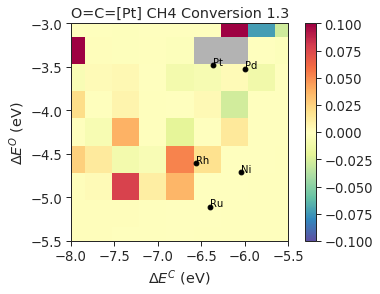 O=C=[Pt] CH4 Conversion 1.3
−3.0
−3.5
−4.0
−4.5
−5.0
−5.5
ΔE^O (eV)
Pt
Pd
Rh
Ni
Ru
−8.0 −7.5 −7.0 −6.5 −6.0 −5.5
ΔE^C (eV)
0.100
0.075
0.050
0.025
0.000
−0.025
−0.050
−0.075
−0.100